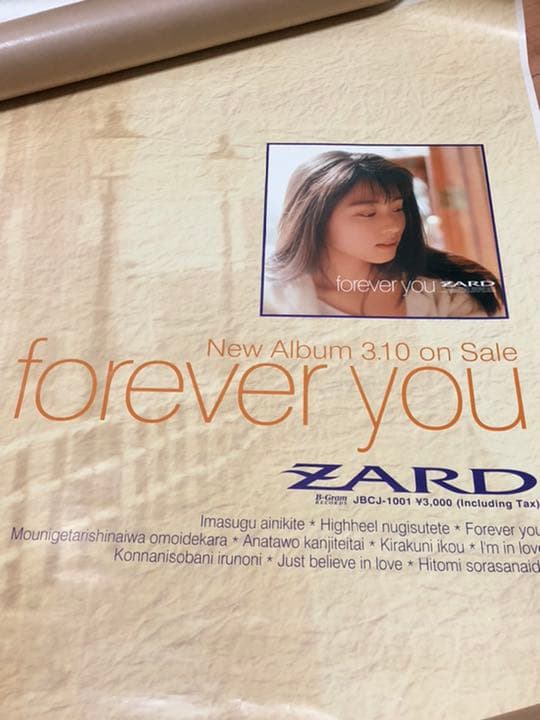 forever you ZARD
New Album 3.10 on Sale
forever you
ZARD
B-Gram RECORDS JBCJ-1001 ¥3,000 (Including Tax)
Imasugu ainikite * Highheel nugisutete * Forever you
Mounigetarishinaiwa omoidekara * Anatawo kanjiteitai * Kirakuni ikou * I'm in love
Konnanisobani irunoni * Just believe in love * Hitomi sorasanaid